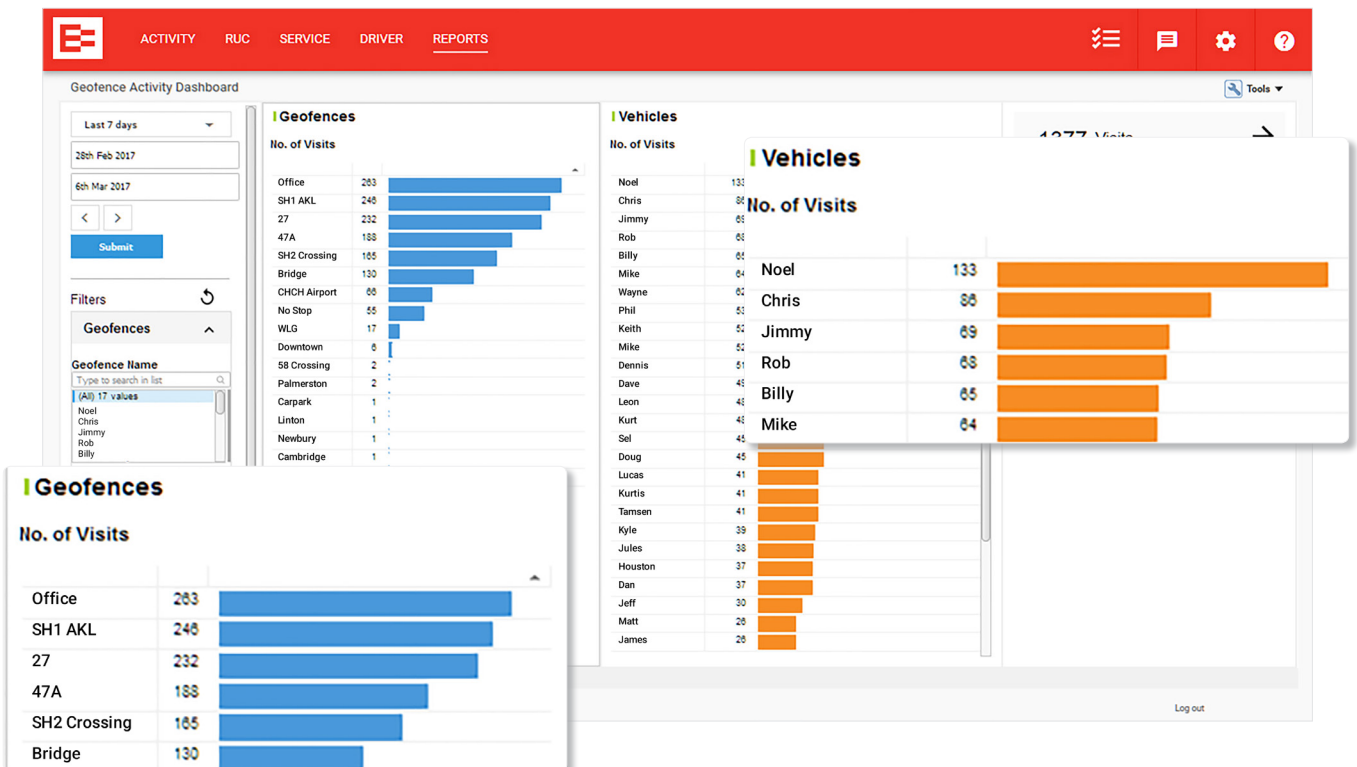 ACTIVITY RUC SERVICE DRIVER REPORTS
Geofence Activity Dashboard
Tools
Last 7 days
28th Feb 2017
6th Mar 2017
< >
Submit
Filters
Geofences
Geofence Name
Type to search in list
(All) 17 values
Noel
Chris
Jimmy
Rob
Billy
Geofences
No. of Visits
Office 263
SH1 AKL 246
27 232
47A 188
SH2 Crossing 165
Bridge 130
CHCH Airport 66
No Stop 55
WLG 17
Downtown 6
58 Crossing 2
Palmerston 2
Carpark 1
Linton 1
Newbury 1
Cambridge 1
Vehicles
No. of Visits
Noel 133
Chris
Jimmy
Rob
Billy
Mike
Wayne
Phil
Keith
Mike
Dennis
Dave
Leon
Kurt
Sel
Doug 45
Lucas 41
Kurtis 41
Tamsen 41
Kyle 39
Jules 38
Houston 37
Dan 37
Jeff 30
Matt 26
James 26
1377 Visits
Vehicles
No. of Visits
Noel 133
Chris 86
Jimmy 69
Rob 68
Billy 65
Mike 64
Geofences
No. of Visits
Office 263
SH1 AKL 246
27 232
47A 188
SH2 Crossing 165
Bridge 130
Log out